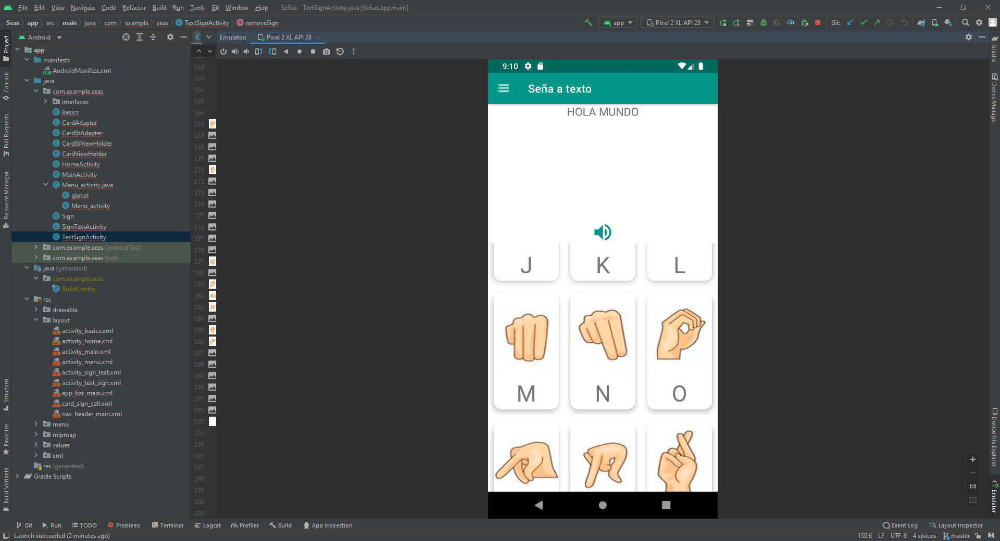 File Edit View Navigate Code Refactor Build Run Tools Git Window Help Señas - TextSignActivity.java [Señas.app.main]
Seas app src main java com example seas TextSignActivity removeSign app Pixel 2 XL API 28 Git:
Project Android Emulator: Pixel 2 XL API 28
app
manifests
AndroidManifest.xml
java
com.example.seas
interfaces
Basics
CardAdapter
CardStAdapter
CardStViewHolder
CardViewHolder
HomeActivity
MainActivity
Menu_activity.java
global
Menu_activity
Sign
SignTextActivity
TextSignActivity
com.example.seas (androidTest)
com.example.seas (test)
java (generated)
com.example.seas
BuildConfig
res
drawable
layout
activity_basics.xml
activity_home.xml
activity_main.xml
activity_menu.xml
activity_sign_text.xml
activity_text_sign.xml
app_bar_main.xml
card_sign_cell.xml
nav_header_main.xml
menu
mipmap
values
xml
res (generated)
Gradle Scripts
Commit
Pull Requests
Resource Manager
Structure
Favorites
Build Variants
162
163
164
165
166
167
168
169
170
171
172
173
174
175
176
177
178
179
180
181
182
183
184
185
186
187
188
189
190
191
192
193
194
195
196
197
198
199
200
201
9:10
Seña a texto
HOLA MUNDO
J K L
M N O
1:1
Gradle
Device Manager
Device File Explorer
Emulator
Git Run TODO Problems Terminal Logcat Profiler Build App Inspection Event Log Layout Inspector
Launch succeeded (2 minutes ago) 150:6 LF UTF-8 4 spaces master